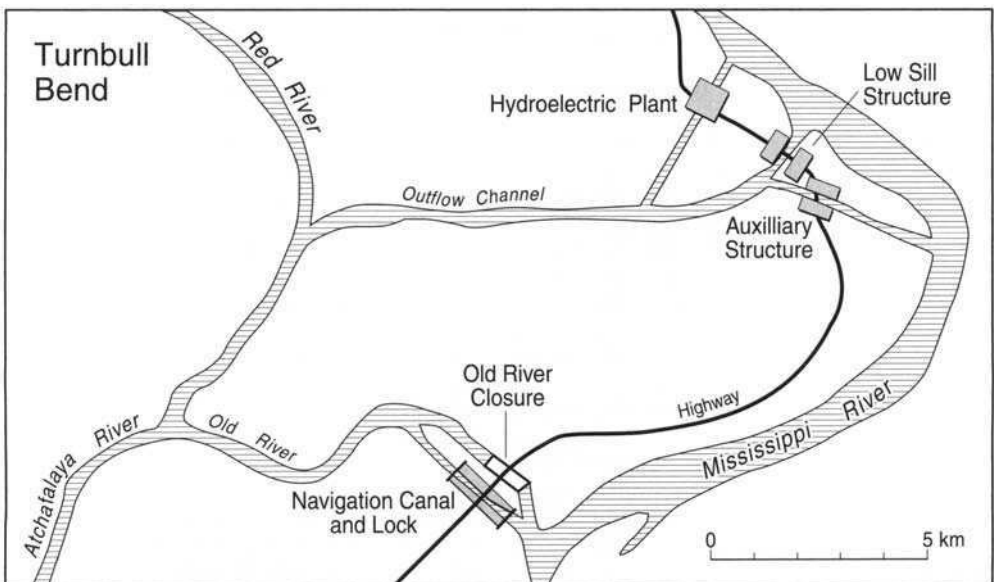 Turnbull
Bend
Red River
Hydroelectric Plant
Low Sill
Structure
Outflow Channel
Auxilliary
Structure
Old River
Closure
Highway
Mississippi River
Atchafalaya River
Old River
Navigation Canal
and Lock
0 5 km